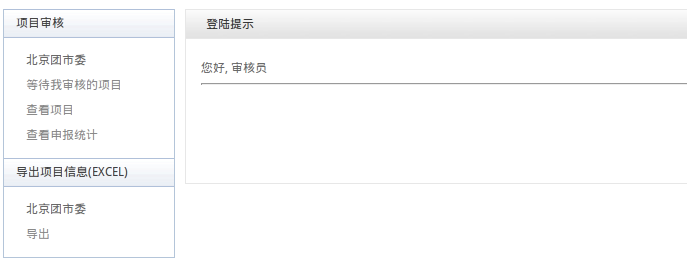 项目审核
北京团市委
等待我审核的项目
查看项目
查看申报统计
导出项目信息(EXCEL)
北京团市委
导出
登陆提示
您好, 审核员